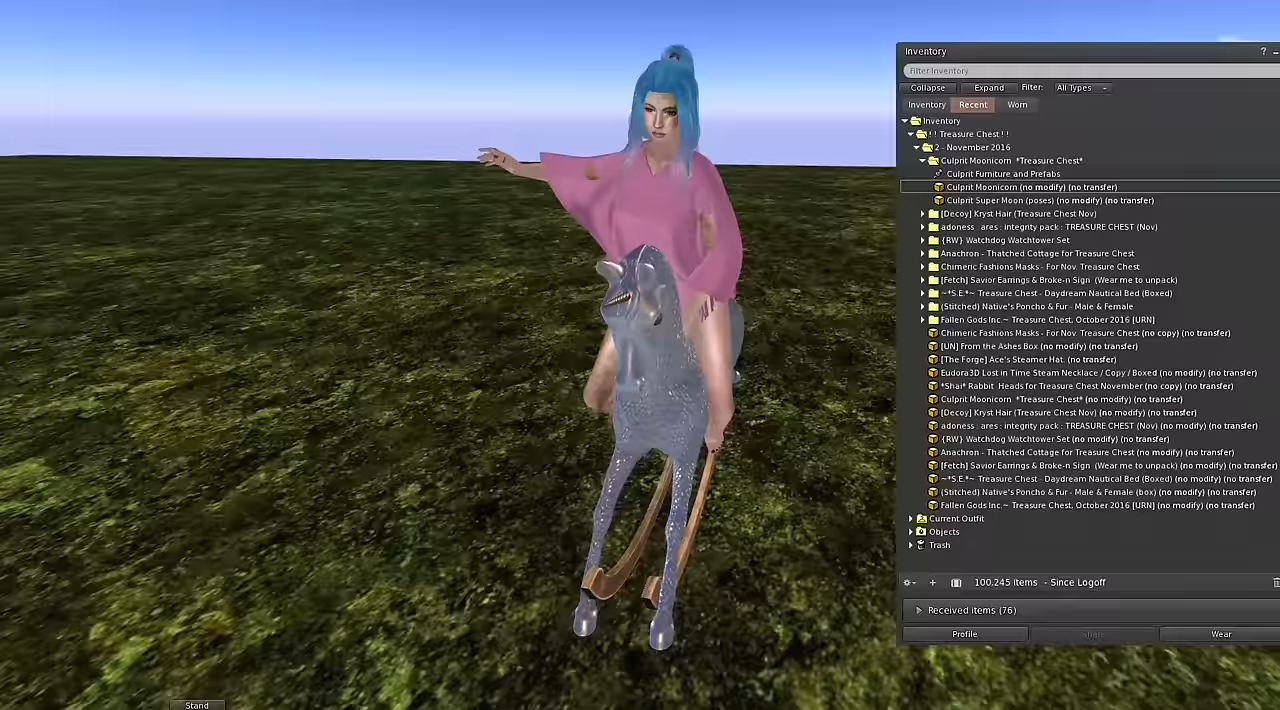 Inventory ?
Filter Inventory
Collapse Expand Filter: All Types
Inventory Recent Worn
Inventory
! ! Treasure Chest ! !
2 - November 2016
Culprit Moonicorn *Treasure Chest*
Culprit Furniture and Prefabs
Culprit Moonicorn (no modify) (no transfer)
Culprit Super Moon (poses) (no modify) (no transfer)
[Decoy] Kryst Hair (Treasure Chest Nov)
adoness : ares : integrity pack : TREASURE CHEST (Nov)
{RW} Watchdog Watchtower Set
Anachron - Thatched Cottage for Treasure Chest
Chimeric Fashions Masks - For Nov. Treasure Chest
[Fetch] Savior Earrings & Broke-n Sign (Wear me to unpack)
~*S.E.*~ Treasure Chest - Daydream Nautical Bed (Boxed)
(Stitched) Native's Poncho & Fur - Male & Female
Fallen Gods Inc.~ Treasure Chest, October 2016 [URN]
Chimeric Fashions Masks - For Nov. Treasure Chest (no copy) (no transfer)
[UN] From the Ashes Box (no modify) (no transfer)
[The Forge] Ace's Steamer Hat. (no transfer)
Eudora3D Lost in Time Steam Necklace / Copy / Boxed (no modify) (no transfer)
*Shai* Rabbit Heads for Treasure Chest November (no copy) (no transfer)
Culprit Moonicorn *Treasure Chest* (no modify) (no transfer)
[Decoy] Kryst Hair (Treasure Chest Nov) (no modify) (no transfer)
adoness : ares : integrity pack : TREASURE CHEST (Nov) (no modify) (no transfer)
{RW} Watchdog Watchtower Set (no modify) (no transfer)
Anachron - Thatched Cottage for Treasure Chest (no modify) (no transfer)
[Fetch] Savior Earrings & Broke-n Sign (Wear me to unpack) (no modify) (no transfer)
~*S.E.*~ Treasure Chest - Daydream Nautical Bed (Boxed) (no modify) (no transfer)
(Stitched) Native's Poncho & Fur - Male & Female (box) (no modify) (no transfer)
Fallen Gods Inc.~ Treasure Chest, October 2016 [URN] (no modify) (no transfer)
Current Outfit
Objects
Trash
100,245 items - Since Logoff
Received items (76)
Profile Share Wear
Stand